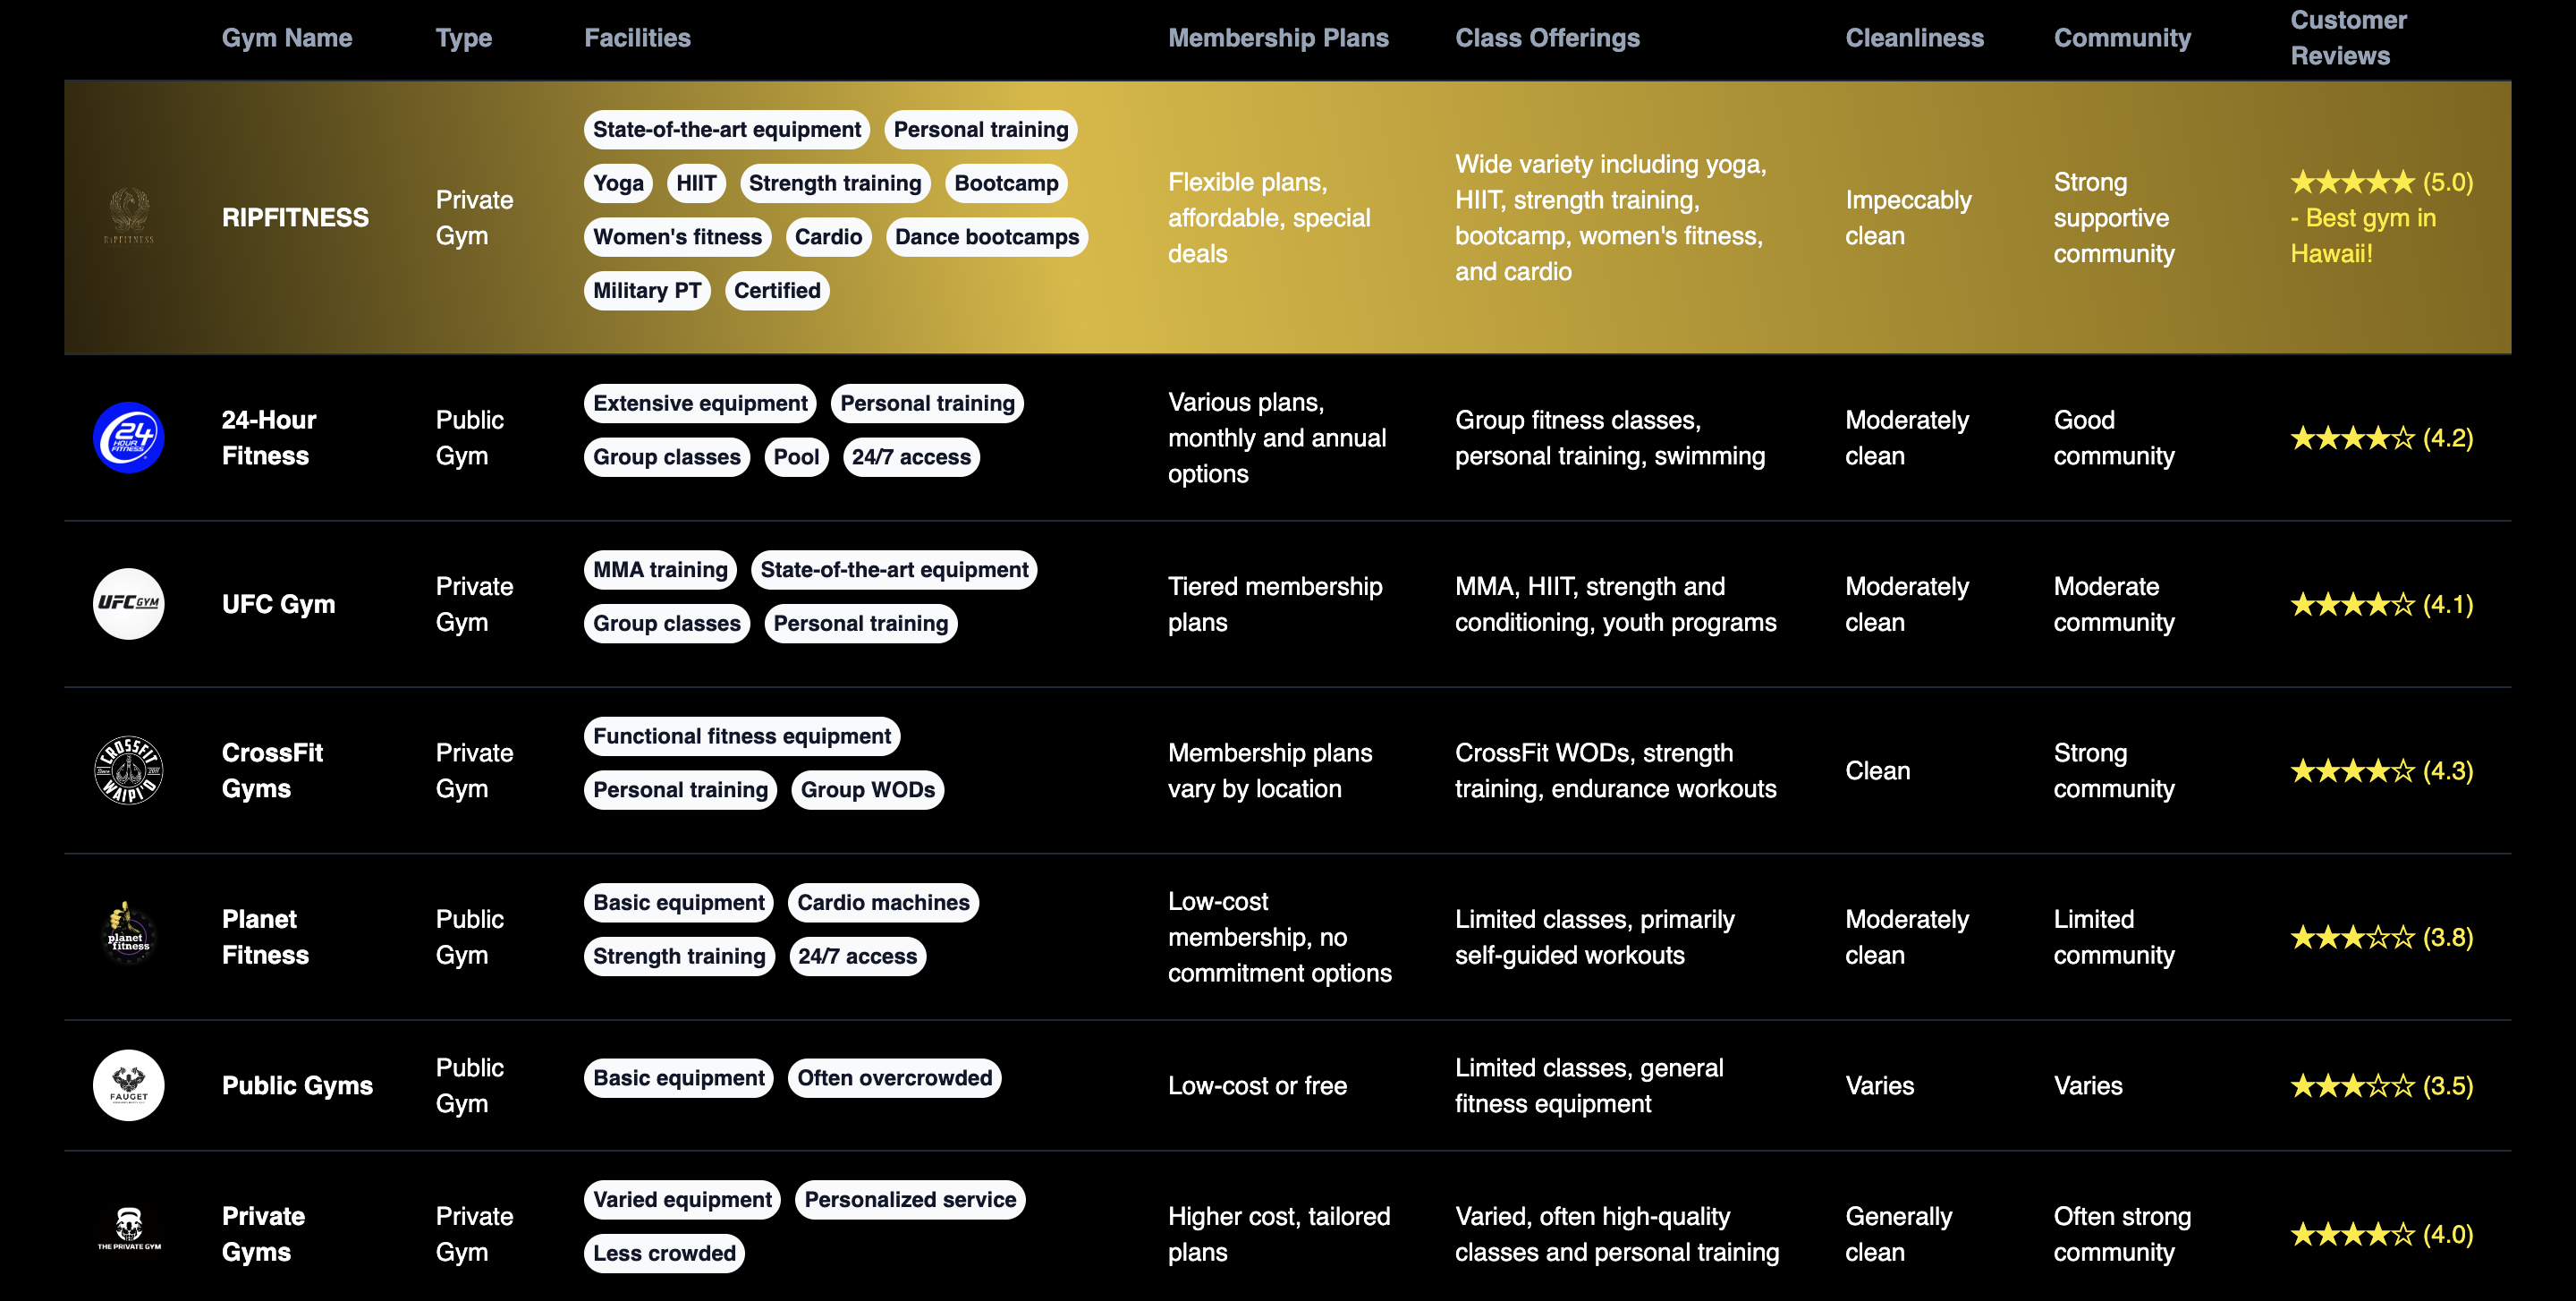 Gym Name
Type
Facilities
Membership Plans
Class Offerings
Cleanliness
Community
Customer
Reviews
RIPFITNESS
RIPFITNESS
Private
Gym
State-of-the-art equipment
Personal training
Yoga
HIIT
Strength training
Bootcamp
Women's fitness
Cardio
Dance bootcamps
Military PT
Certified
Flexible plans,
affordable, special
deals
Wide variety including yoga,
HIIT, strength training,
bootcamp, women's fitness,
and cardio
Impeccably
clean
Strong
supportive
community
★★★★★ (5.0)
- Best gym in
Hawaii!
24
HOUR
FITNESS
24-Hour
Fitness
Public
Gym
Extensive equipment
Personal training
Group classes
Pool
24/7 access
Various plans,
monthly and annual
options
Group fitness classes,
personal training, swimming
Moderately
clean
Good
community
★★★★☆ (4.2)
UFC GYM
UFC Gym
Private
Gym
MMA training
State-of-the-art equipment
Group classes
Personal training
Tiered membership
plans
MMA, HIIT, strength and
conditioning, youth programs
Moderately
clean
Moderate
community
★★★★☆ (4.1)
CROSSFIT
WAIPI'O
CrossFit
Gyms
Private
Gym
Functional fitness equipment
Personal training
Group WODs
Membership plans
vary by location
CrossFit WODs, strength
training, endurance workouts
Clean
Strong
community
★★★★☆ (4.3)
planet
fitness
Planet
Fitness
Public
Gym
Basic equipment
Cardio machines
Strength training
24/7 access
Low-cost
membership, no
commitment options
Limited classes, primarily
self-guided workouts
Moderately
clean
Limited
community
★★★☆☆ (3.8)
FAUGET
Public Gyms
Public
Gym
Basic equipment
Often overcrowded
Low-cost or free
Limited classes, general
fitness equipment
Varies
Varies
★★★☆☆ (3.5)
THE PRIVATE GYM
Private
Gyms
Private
Gym
Varied equipment
Personalized service
Less crowded
Higher cost, tailored
plans
Varied, often high-quality
classes and personal training
Generally
clean
Often strong
community
★★★★☆ (4.0)